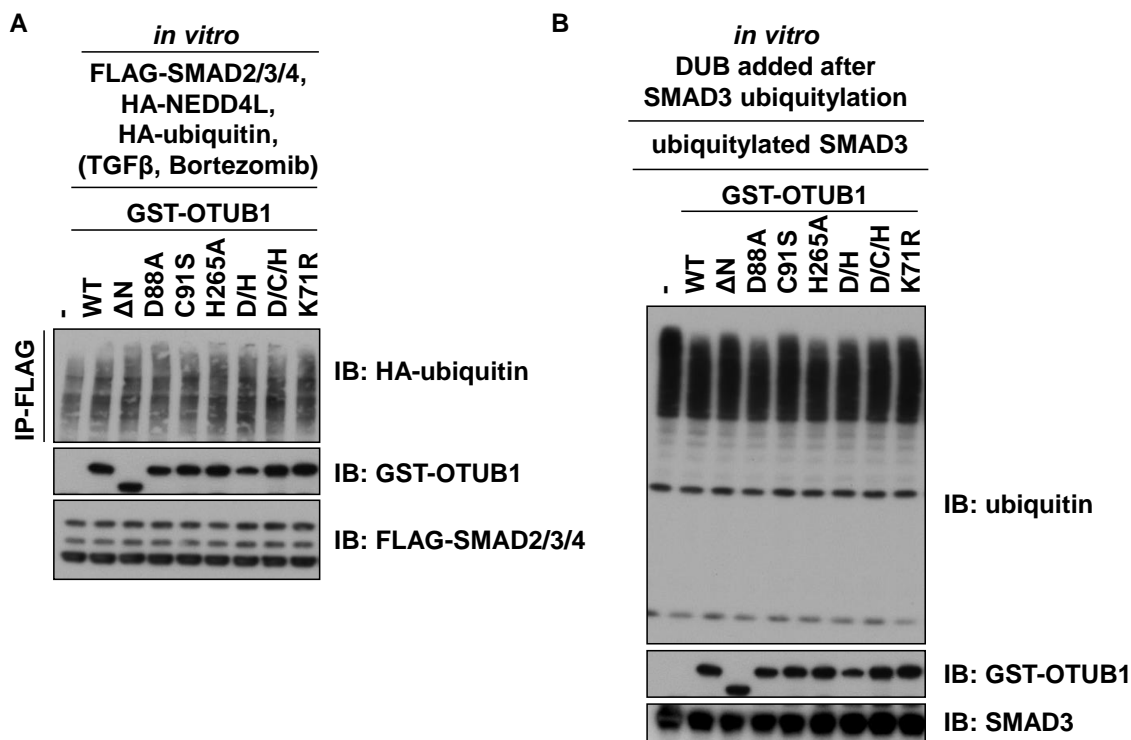 A
in vitro
FLAG-SMAD2/3/4,
HA-NEDD4L,
HA-ubiquitin,
(TGFβ, Bortezomib)
GST-OTUB1
-
WT
ΔN
D88A
C91S
H265A
D/H
D/C/H
K71R
IP-FLAG
IB: HA-ubiquitin
IB: GST-OTUB1
IB: FLAG-SMAD2/3/4
B
in vitro
DUB added after
SMAD3 ubiquitylation
ubiquitylated SMAD3
GST-OTUB1
-
WT
ΔN
D88A
C91S
H265A
D/H
D/C/H
K71R
IB: ubiquitin
IB: GST-OTUB1
IB: SMAD3